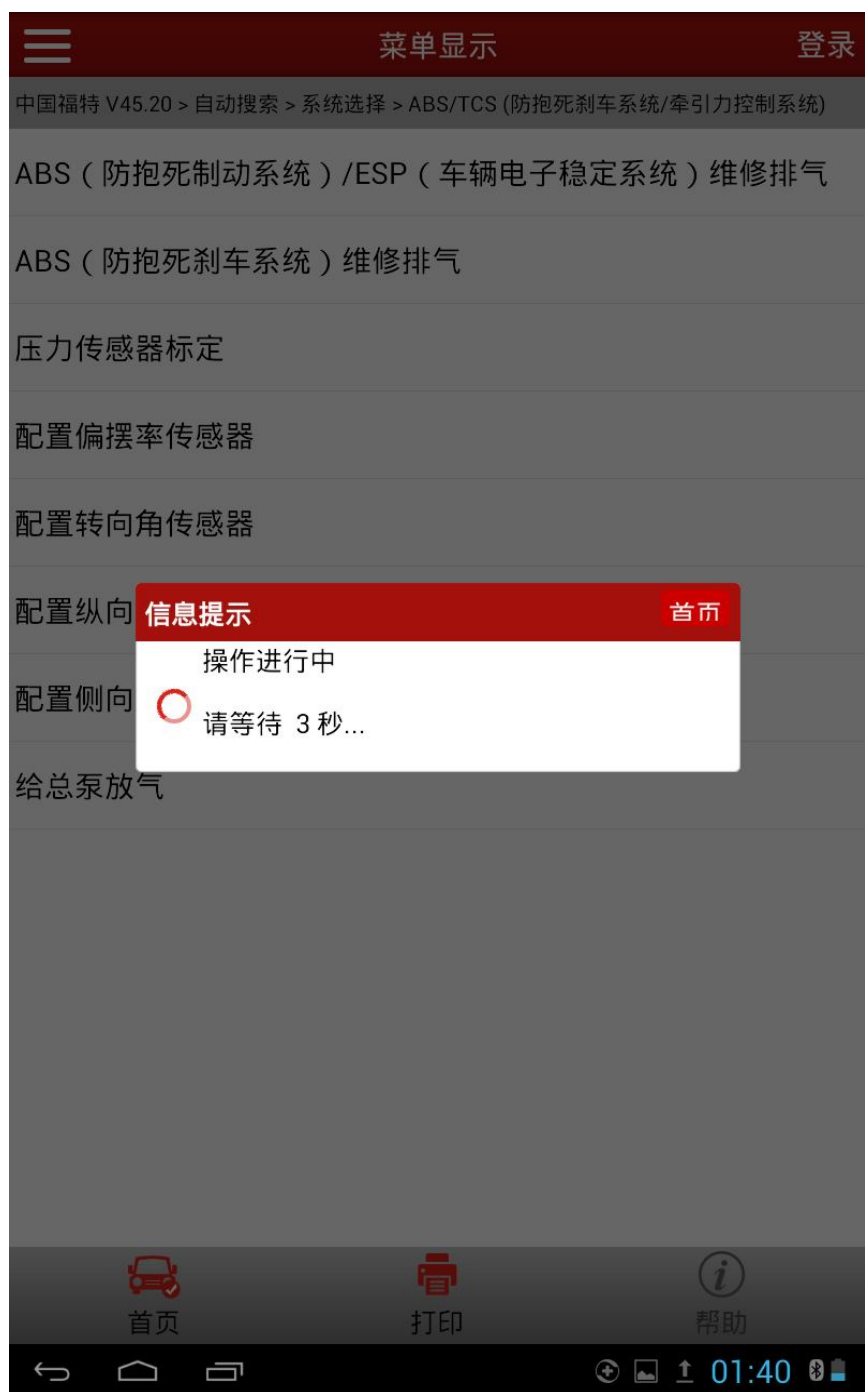 菜单显示
登录
中国福特 V45.20 > 自动搜索 > 系统选择 > ABS/TCS (防抱死刹车系统/牵引力控制系统)
ABS（防抱死制动系统）/ESP（车辆电子稳定系统）维修排气
ABS（防抱死刹车系统）维修排气
压力传感器标定
配置偏摆率传感器
配置转向角传感器
配置纵向
信息提示
首页
操作进行中
配置侧向
请等待 3 秒...
给总泵放气
首页
打印
帮助
01:40